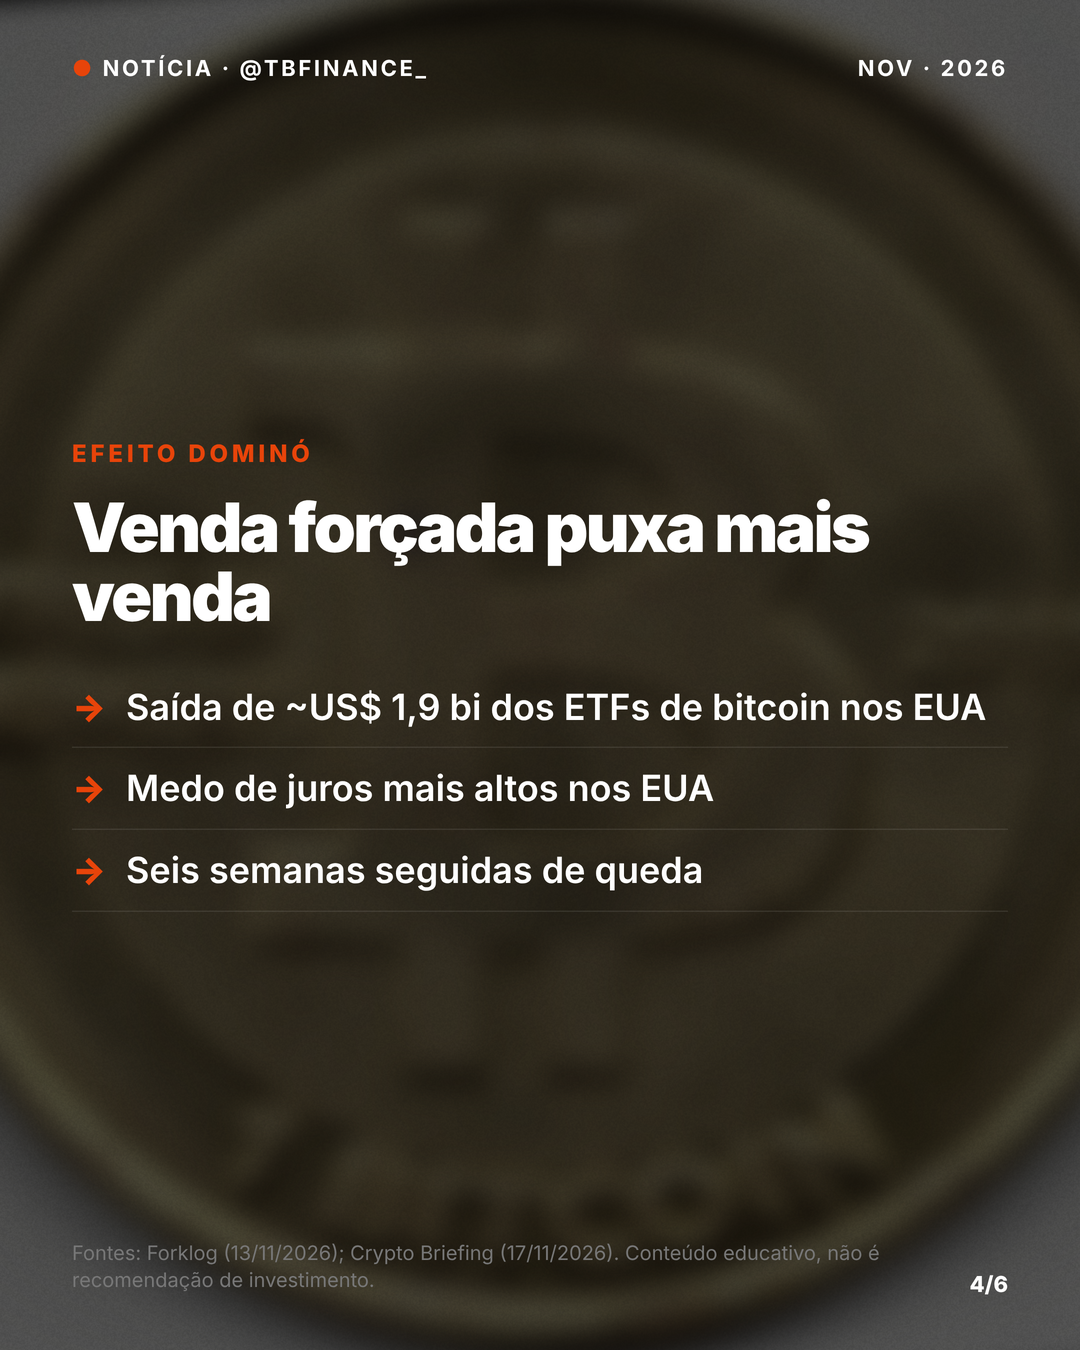 NOTÍCIA · @TBFINANCE_
NOV · 2026
EFEITO DOMINÓ
Venda forçada puxa mais
venda
→ Saída de ~US$ 1,9 bi dos ETFs de bitcoin nos EUA
→ Medo de juros mais altos nos EUA
→ Seis semanas seguidas de queda
Fontes: Forklog (13/11/2026); Crypto Briefing (17/11/2026). Conteúdo educativo, não é
recomendação de investimento.
4/6